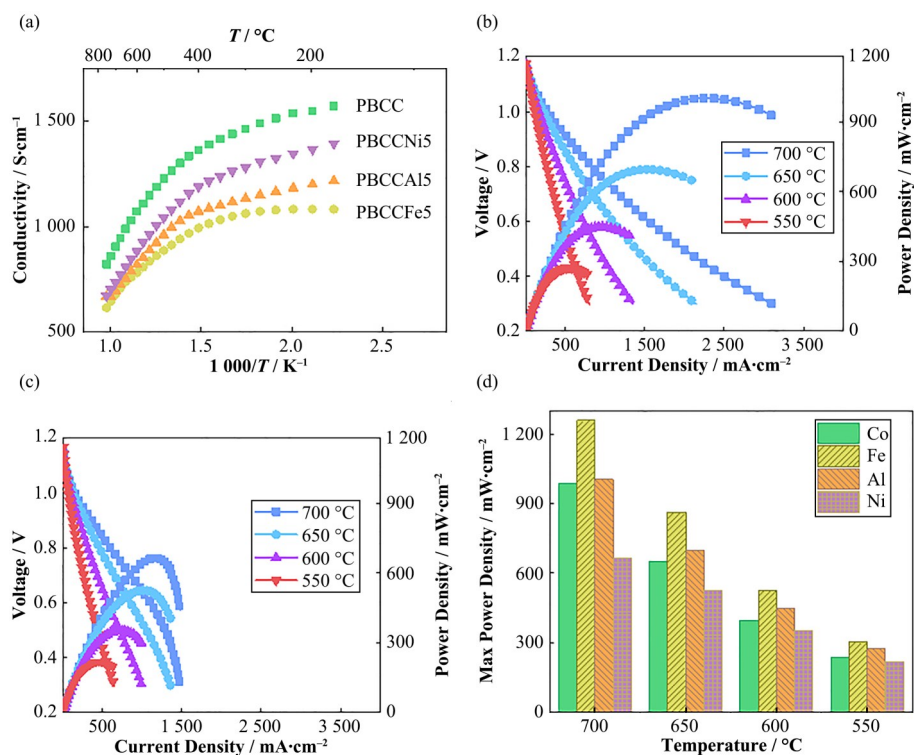 (a)
T / °C
800 600 400 200
Conductivity / S·cm⁻¹
1 500
1 000
500
PBCC
PBCCNi5
PBCCAl5
PBCCFe5
1.0 1.5 2.0 2.5
1 000/T / K⁻¹
(b)
Voltage / V
1.2
1.0
0.8
0.6
0.4
0.2
700 °C
650 °C
600 °C
550 °C
1 200
900
600
300
0
Power Density / mW·cm⁻²
500 1 500 2 500 3 500
Current Density / mA·cm⁻²
(c)
Voltage / V
1.2
1.0
0.8
0.6
0.4
0.2
700 °C
650 °C
600 °C
550 °C
1 200
900
600
300
0
Power Density / mW·cm⁻²
500 1 500 2 500 3 500
Current Density / mA·cm⁻²
(d)
Max Power Density / mW·cm⁻²
1 200
900
600
300
0
Co
Fe
Al
Ni
700 650 600 550
Temperature / °C